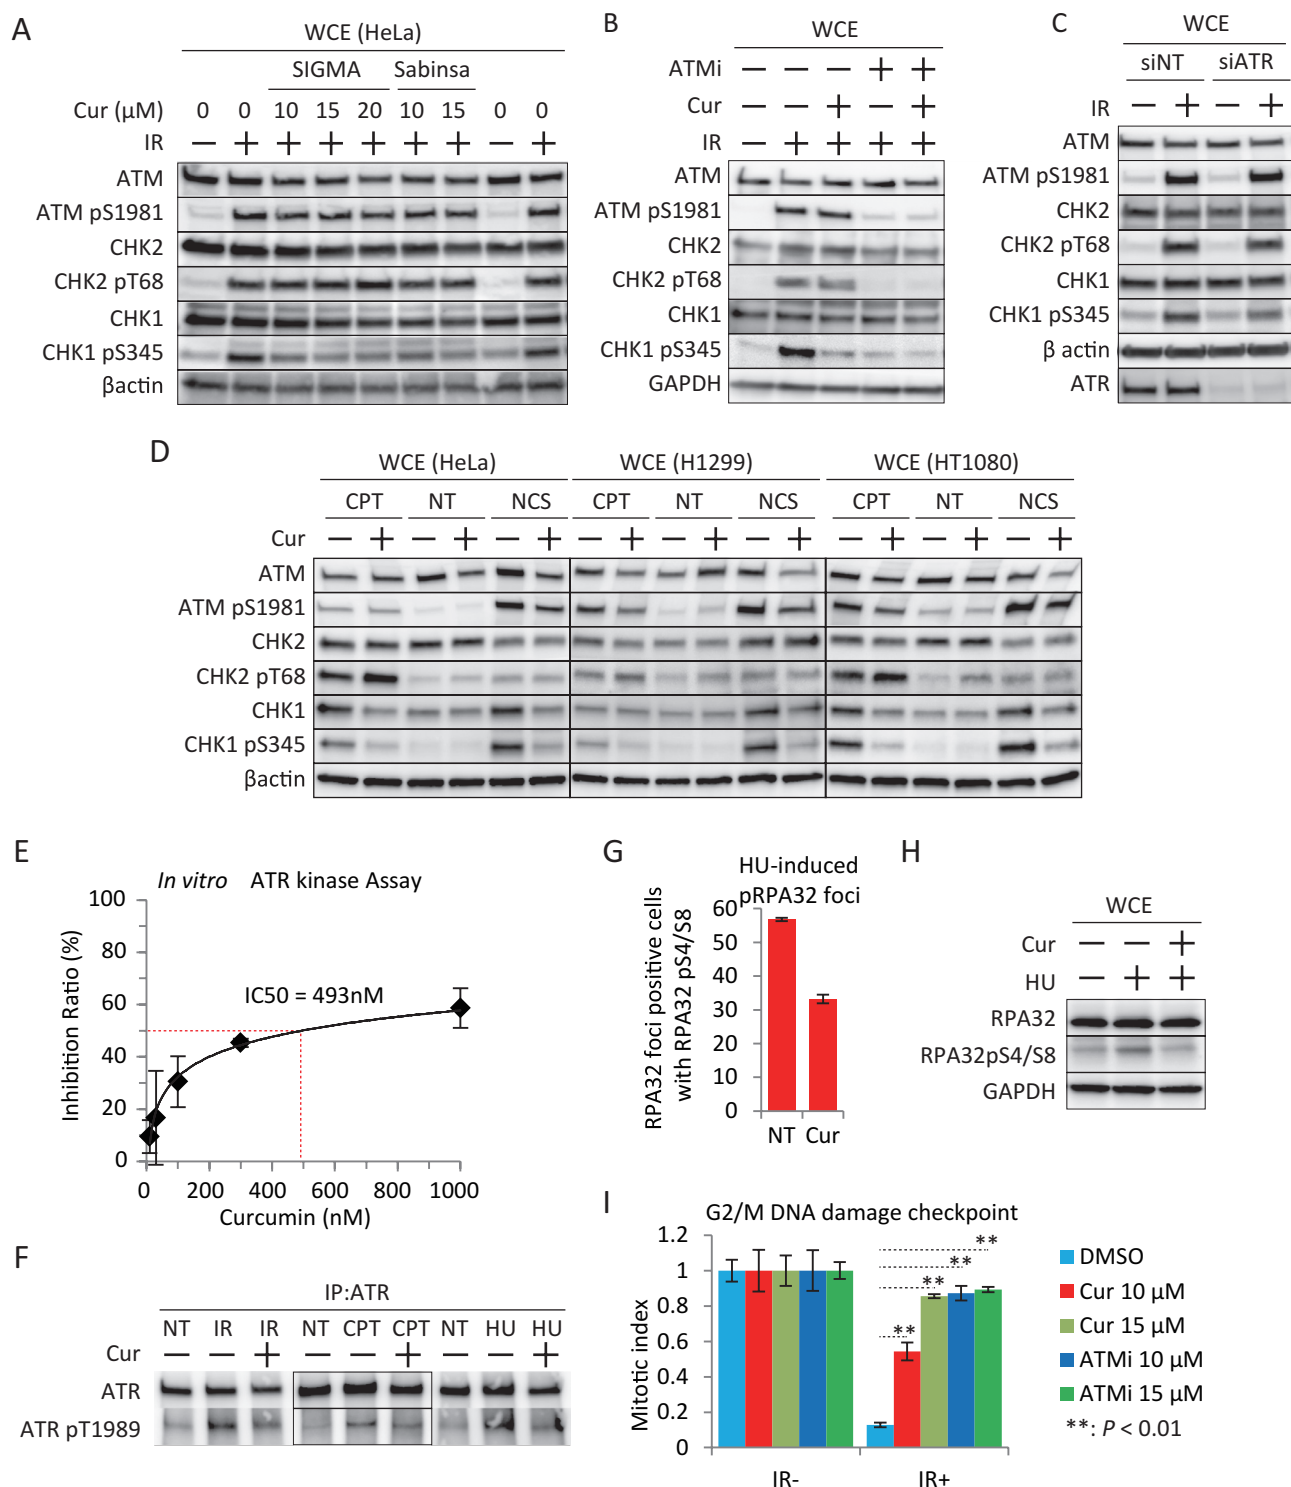 A
WCE (HeLa)
SIGMA Sabinsa
Cur (μM) 0 0 10 15 20 10 15 0 0
IR — + + + + + + — +
ATM
ATM pS1981
CHK2
CHK2 pT68
CHK1
CHK1 pS345
βactin
B
WCE
ATMi — — — + +
Cur — — + — +
IR — + + + +
ATM
ATM pS1981
CHK2
CHK2 pT68
CHK1
CHK1 pS345
GAPDH
C
WCE
siNT siATR
IR — + — +
ATM
ATM pS1981
CHK2
CHK2 pT68
CHK1
CHK1 pS345
β actin
ATR
D
WCE (HeLa) WCE (H1299) WCE (HT1080)
CPT NT NCS CPT NT NCS CPT NT NCS
Cur — + — + — + — + — + — + — + — + — +
ATM
ATM pS1981
CHK2
CHK2 pT68
CHK1
CHK1 pS345
βactin
E
In vitro ATR kinase Assay
Inhibition Ratio (%)
100
80
60
40
20
0
IC50 = 493nM
0 200 400 600 800 1000
Curcumin (nM)
F
IP:ATR
NT IR IR NT CPT CPT NT HU HU
Cur — — + — — + — — +
ATR
ATR pT1989
G
HU-induced
pRPA32 foci
RPA32 foci positive cells
with RPA32 pS4/S8
60
50
40
30
20
10
0
NT Cur
H
WCE
Cur — — +
HU — + +
RPA32
RPA32pS4/S8
GAPDH
I
G2/M DNA damage checkpoint
Mitotic index
1.2
1
0.8
0.6
0.4
0.2
0
**
**
**
**
IR- IR+
DMSO
Cur 10 μM
Cur 15 μM
ATMi 10 μM
ATMi 15 μM
**: P < 0.01